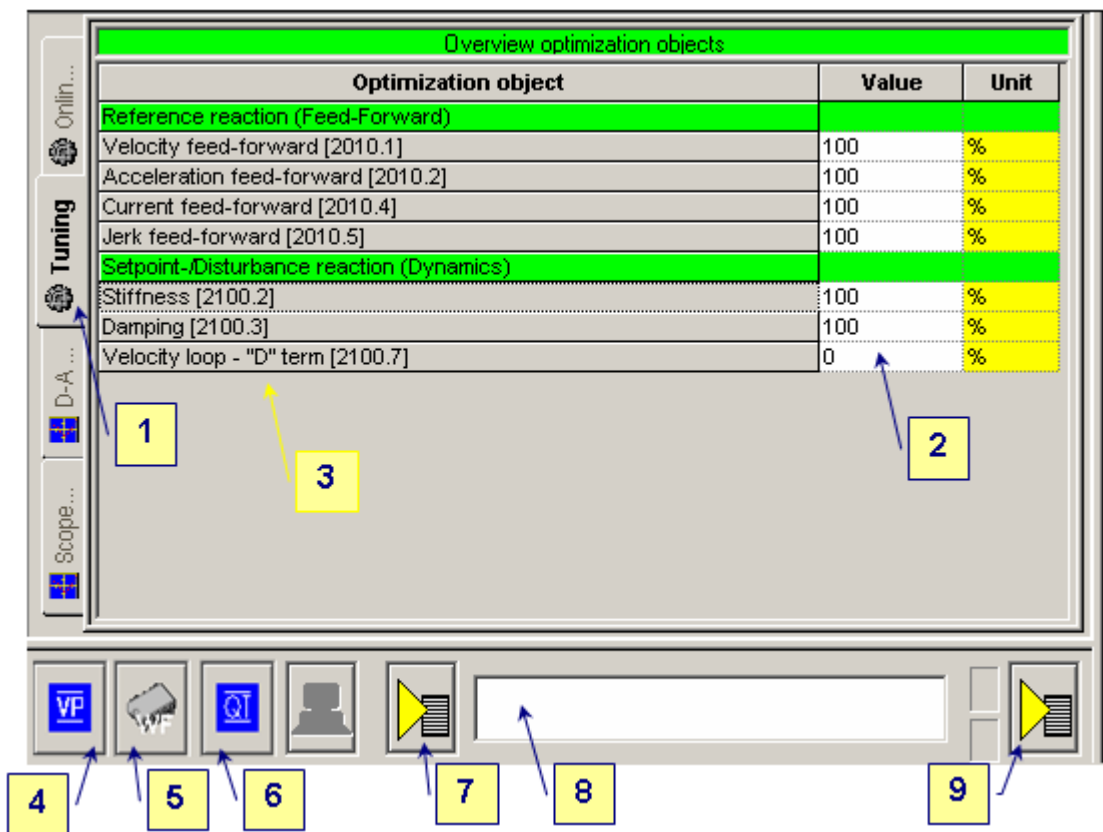 Overview optimization objects
Optimization object Value Unit
Reference reaction (Feed-Forward)
Velocity feed-forward [2010.1] 100 %
Acceleration feed-forward [2010.2] 100 %
Current feed-forward [2010.4] 100 %
Jerk feed-forward [2010.5] 100 %
Setpoint-/Disturbance reaction (Dynamics)
Stiffness [2100.2] 100 %
Damping [2100.3] 100 %
Velocity loop - "D" term [2100.7] 0 %
Onlin...
Tuning
D-A ...
Scope...
1
2
3
VP
WF
QT
4
5
6
7
8
9